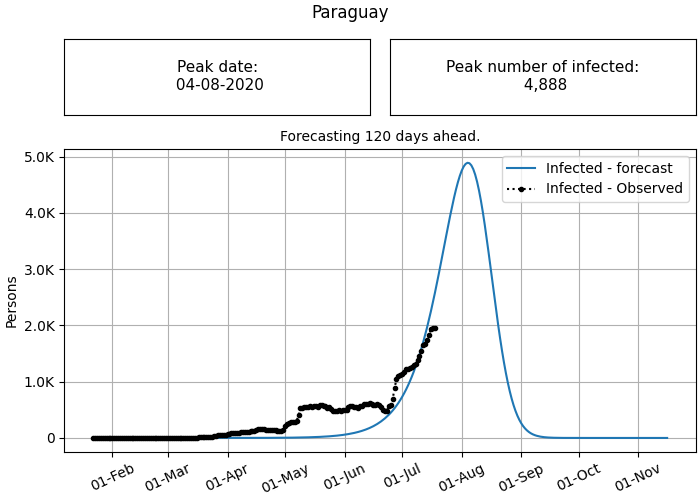 Paraguay
Peak date:
04-08-2020
Peak number of infected:
4,888
Forecasting 120 days ahead.
Infected - forecast
Infected - Observed
Persons
5.0K
4.0K
3.0K
2.0K
1.0K
0
01-Feb
01-Mar
01-Apr
01-May
01-Jun
01-Jul
01-Aug
01-Sep
01-Oct
01-Nov